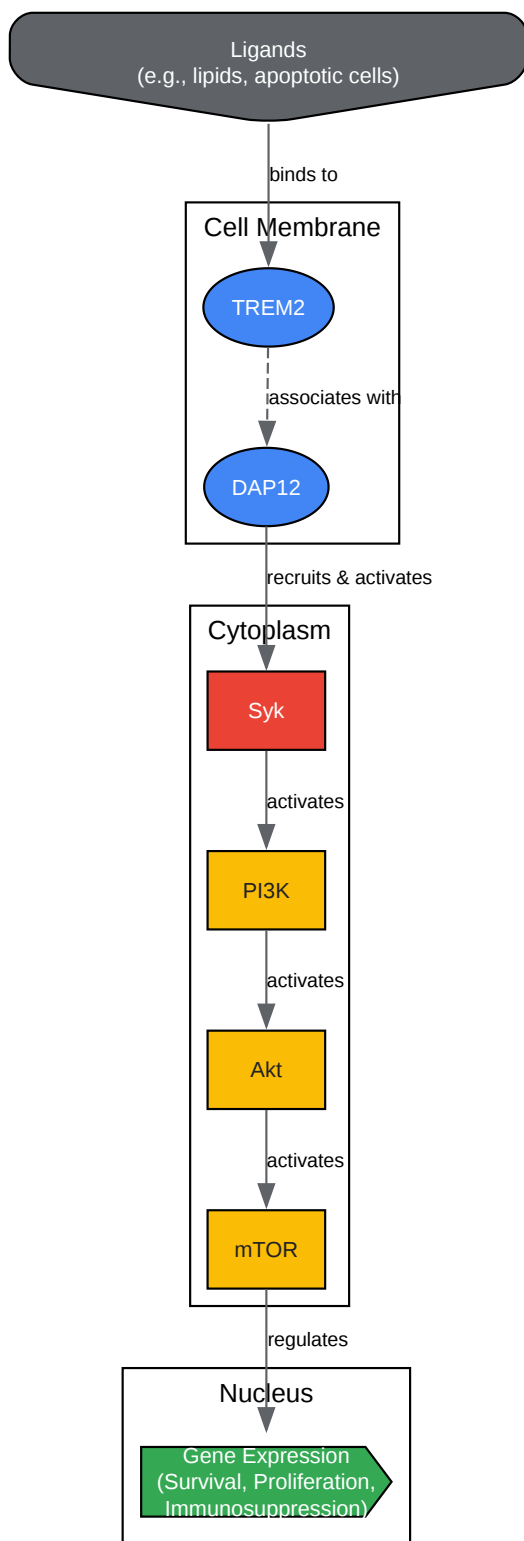 Ligands
(e.g., lipids, apoptotic cells)
binds to
Cell Membrane
TREM2
associates with
DAP12
recruits & activates
Cytoplasm
Syk
activates
PI3K
activates
Akt
activates
mTOR
regulates
Nucleus
Gene Expression
(Survival, Proliferation,
Immunosuppression)